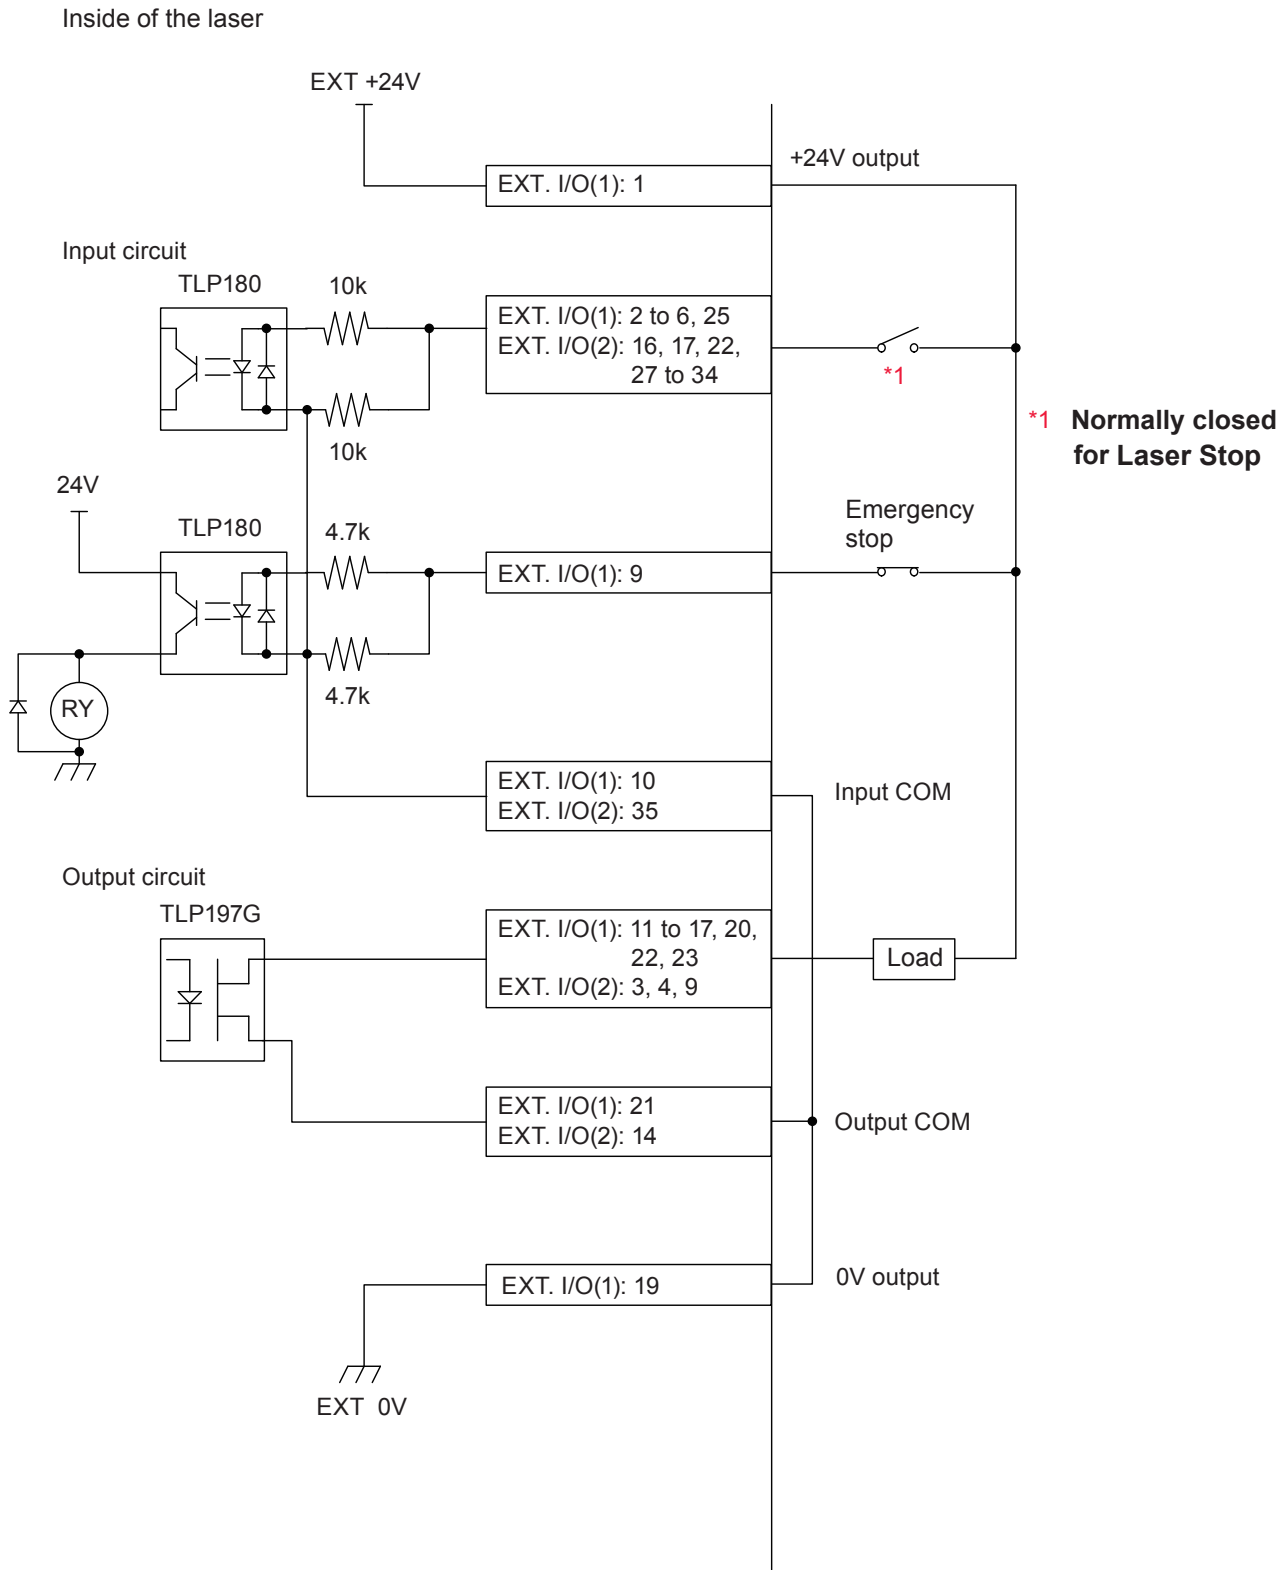 Inside of the laser
EXT +24V
+24V output
EXT. I/O(1): 1
Input circuit
TLP180
10k
EXT. I/O(1): 2 to 6, 25
EXT. I/O(2): 16, 17, 22,
27 to 34
*1
10k
*1 Normally closed
for Laser Stop
24V
TLP180
4.7k
Emergency
stop
EXT. I/O(1): 9
RY
4.7k
EXT. I/O(1): 10
EXT. I/O(2): 35
Input COM
Output circuit
TLP197G
EXT. I/O(1): 11 to 17, 20,
22, 23
EXT. I/O(2): 3, 4, 9
Load
EXT. I/O(1): 21
EXT. I/O(2): 14
Output COM
EXT. I/O(1): 19
0V output
EXT 0V